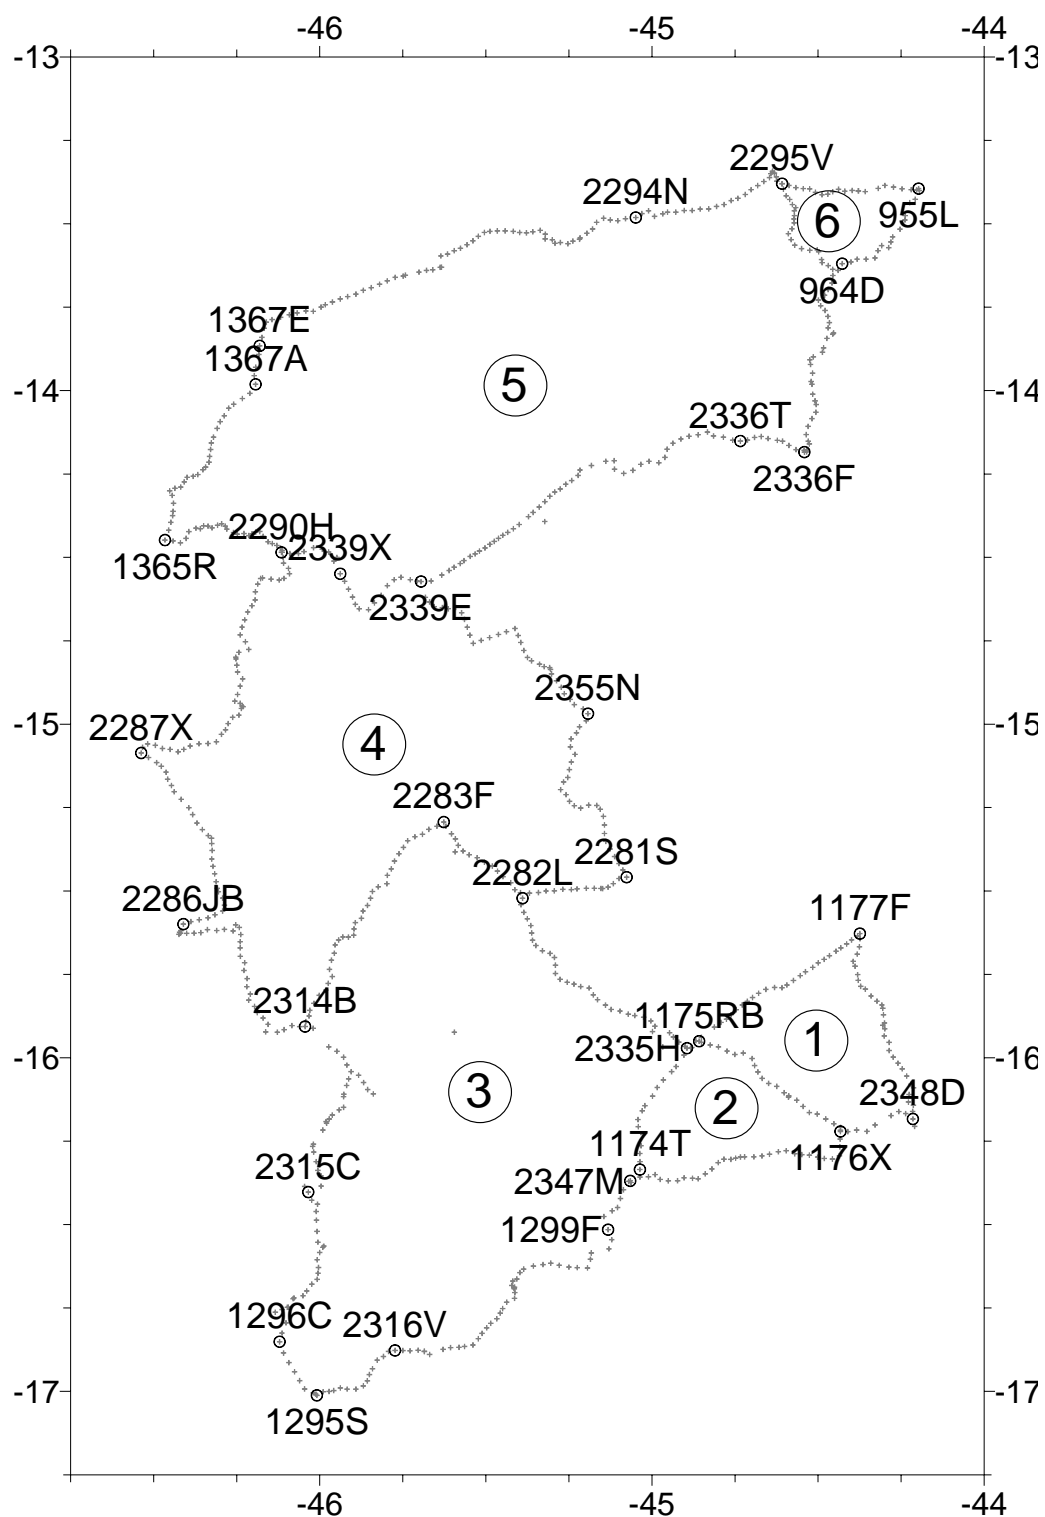 -46 -45 -44
-13 -13
2295V
2294N
955L
6
964D
1367E
1367A
5
-14 -14
2336T
2336F
2290H
2339X
1365R
2339E
2355N
-15 -15
2287X
4
2283F
2281S
2282L
2286JB
1177F
2314B
1175RB
2335H
1
-16 -16
3
2
2348D
1174T
1176X
2315C
2347M
1299F
1296C
2316V
-17 -17
1295S
-46 -45 -44